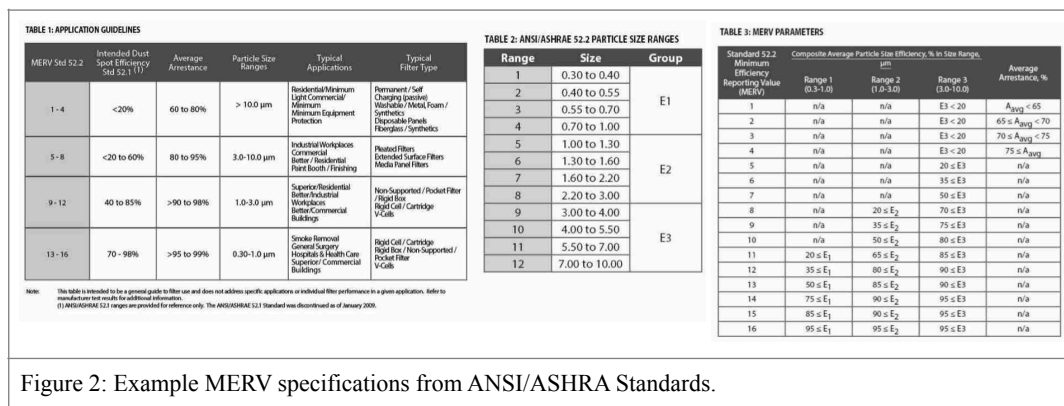 TABLE 1: APPLICATION GUIDELINES
MERV Std 52.2
Intended Dust Spot Efficiency Std 52.1 (1)
Average Arrestance
Particle Size Ranges
Typical Applications
Typical Filter Type
1 - 4
<20%
60 to 80%
> 10.0 μm
Residential/Minimum
Light Commercial/
Minimum
Minimum Equipment
Protection
Permanent / Self
Charging (passive)
Washable / Metal, Foam /
Synthetics
Disposable Panels
Fiberglass / Synthetics
5 - 8
<20 to 60%
80 to 95%
3.0-10.0 μm
Industrial Workplaces
Commercial
Better / Residential
Paint Booth / Finishing
Pleated Filters
Extended Surface Filters
Media Panel Filters
9 - 12
40 to 85%
>90 to 98%
1.0-3.0 μm
Superior/Residential
Better/Industrial
Workplaces
Better/Commercial
Buildings
Non-Supported / Pocket Filter
/ Rigid Box
Rigid Cell / Cartridge
V-Cells
13 - 16
70 - 98%
>95 to 99%
0.30-1.0 μm
Smoke Removal
General Surgery
Hospitals & Health Care
Superior/ Commercial
Buildings
Rigid Cell / Cartridge
Rigid Box / Non-Supported /
Pocket Filter
V-Cells
Note: This table is intended to be a general guide to filter use and does not address specific applications or individual filter performance in a given application. Refer to
manufacturer test results for additional information.
(1) ANSI/ASHRAE 52.1 ranges are provided for reference only. The ANSI/ASHRAE 52.1 Standard was discontinued as of January 2009.
TABLE 2: ANSI/ASHRAE 52.2 PARTICLE SIZE RANGES
Range Size Group
1 0.30 to 0.40
2 0.40 to 0.55
E1
3 0.55 to 0.70
4 0.70 to 1.00
5 1.00 to 1.30
6 1.30 to 1.60
E2
7 1.60 to 2.20
8 2.20 to 3.00
9 3.00 to 4.00
10 4.00 to 5.50
E3
11 5.50 to 7.00
12 7.00 to 10.00
TABLE 3: MERV PARAMETERS
Standard 52.2
Minimum
Efficiency
Reporting Value
(MERV)
Composite Average Particle Size Efficiency, % In Size Range,
μm
Range 1
(0.3-1.0)
Range 2
(1.0-3.0)
Range 3
(3.0-10.0)
Average
Arrestance, %
1 n/a n/a E3 < 20 Aavg < 65
2 n/a n/a E3 < 20 65 ≤ Aavg < 70
3 n/a n/a E3 < 20 70 ≤ Aavg < 75
4 n/a n/a E3 < 20 75 ≤ Aavg
5 n/a n/a 20 ≤ E3 n/a
6 n/a n/a 35 ≤ E3 n/a
7 n/a n/a 50 ≤ E3 n/a
8 n/a 20 ≤ E2 70 ≤ E3 n/a
9 n/a 35 ≤ E2 75 ≤ E3 n/a
10 n/a 50 ≤ E2 80 ≤ E3 n/a
11 20 ≤ E1 65 ≤ E2 85 ≤ E3 n/a
12 35 ≤ E1 80 ≤ E2 90 ≤ E3 n/a
13 50 ≤ E1 85 ≤ E2 90 ≤ E3 n/a
14 75 ≤ E1 90 ≤ E2 95 ≤ E3 n/a
15 85 ≤ E1 90 ≤ E2 95 ≤ E3 n/a
16 95 ≤ E1 95 ≤ E2 95 ≤ E3 n/a
Figure 2: Example MERV specifications from ANSI/ASHRA Standards.